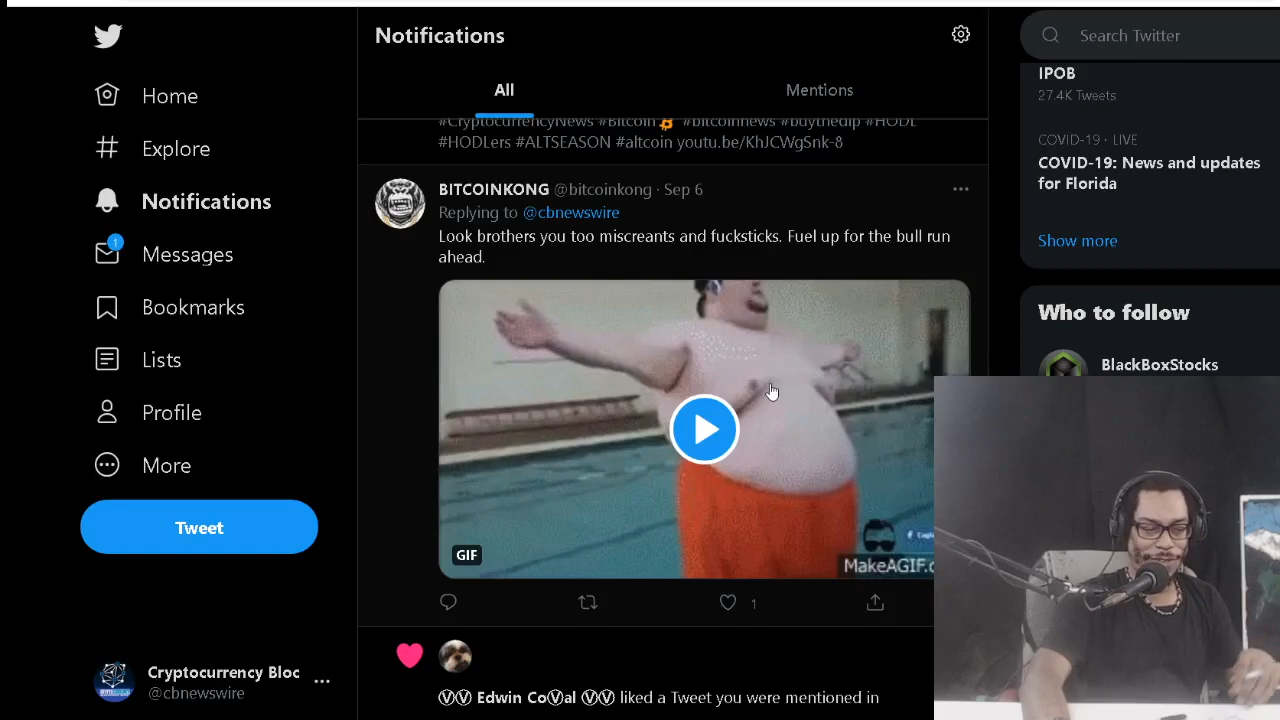 Notifications
Search Twitter
All
Mentions
IPOB
27.4K Tweets
#CryptocurrencyNews #Bitcoin #bitcoinnews #buythedip #HODL
#HODLers #ALTSEASON #altcoin youtu.be/KhJCWgSnk-8
COVID-19 · LIVE
COVID-19: News and updates
for Florida
Show more
Home
Explore
Notifications
1
Messages
Bookmarks
Lists
Profile
More
Tweet
Cryptocurrency Bloc
@cbnewswire
BITCOINKONG @bitcoinkong · Sep 6
Replying to @cbnewswire
Look brothers you too miscreants and fucksticks. Fuel up for the bull run
ahead.
GIF
MakeAGIF.c
1
ⓋⓋ Edwin CoⓋal ⓋⓋ liked a Tweet you were mentioned in
Who to follow
BlackBoxStocks